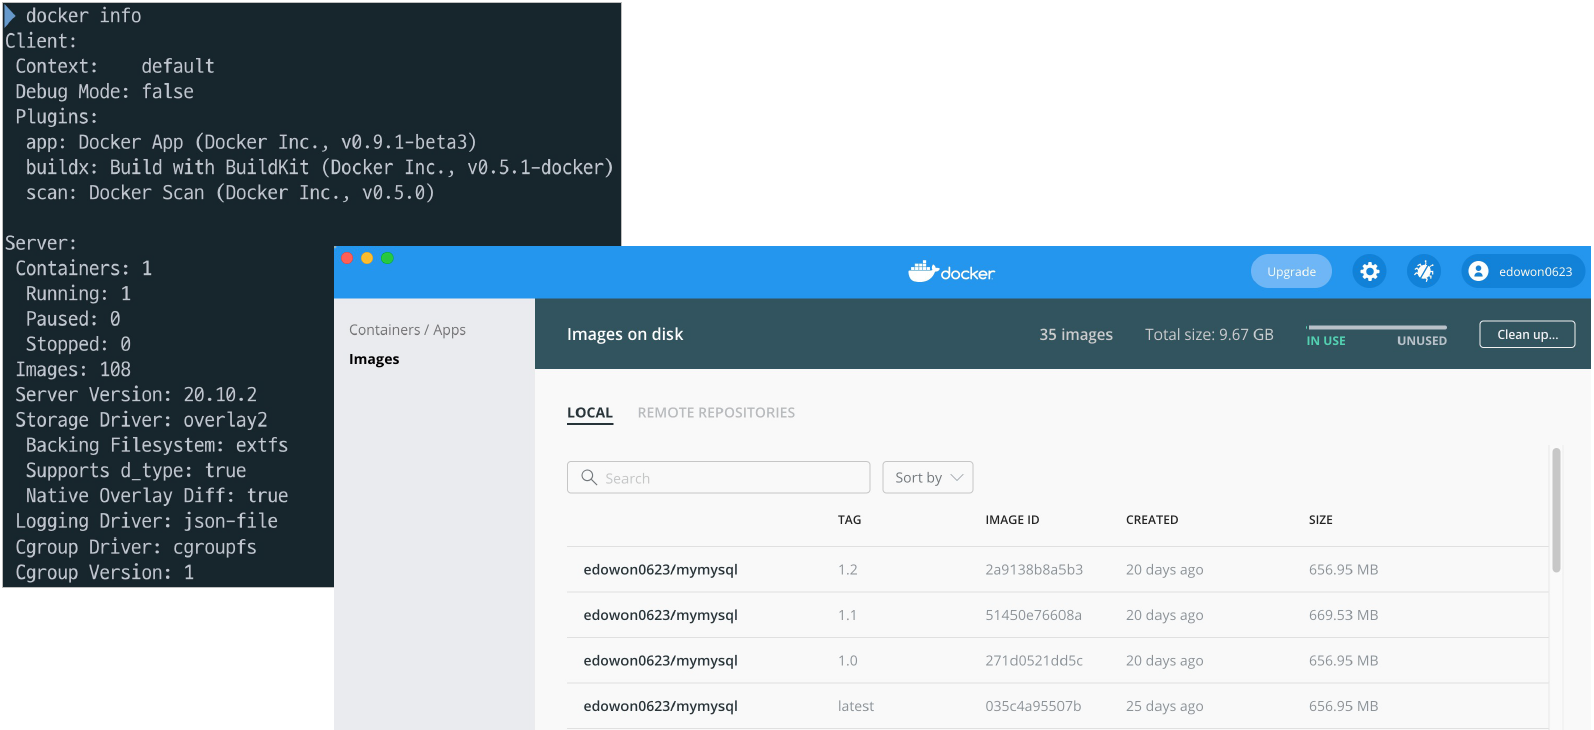 docker info
Client:
Context:    default
Debug Mode: false
Plugins:
app: Docker App (Docker Inc., v0.9.1-beta3)
buildx: Build with BuildKit (Docker Inc., v0.5.1-docker)
scan: Docker Scan (Docker Inc., v0.5.0)
Server:
Containers: 1
Running: 1
Paused: 0
Stopped: 0
Images: 108
Server Version: 20.10.2
Storage Driver: overlay2
Backing Filesystem: extfs
Supports d_type: true
Native Overlay Diff: true
Logging Driver: json-file
Cgroup Driver: cgroupfs
Cgroup Version: 1
docker Upgrade edowon0623
Containers / Apps
Images
Images on disk 35 images Total size: 9.67 GB IN USE UNUSED Clean up...
LOCAL REMOTE REPOSITORIES
Search Sort by
TAG IMAGE ID CREATED SIZE
edowon0623/mymysql 1.2 2a9138b8a5b3 20 days ago 656.95 MB
edowon0623/mymysql 1.1 51450e76608a 20 days ago 669.53 MB
edowon0623/mymysql 1.0 271d0521dd5c 20 days ago 656.95 MB
edowon0623/mymysql latest 035c4a95507b 25 days ago 656.95 MB